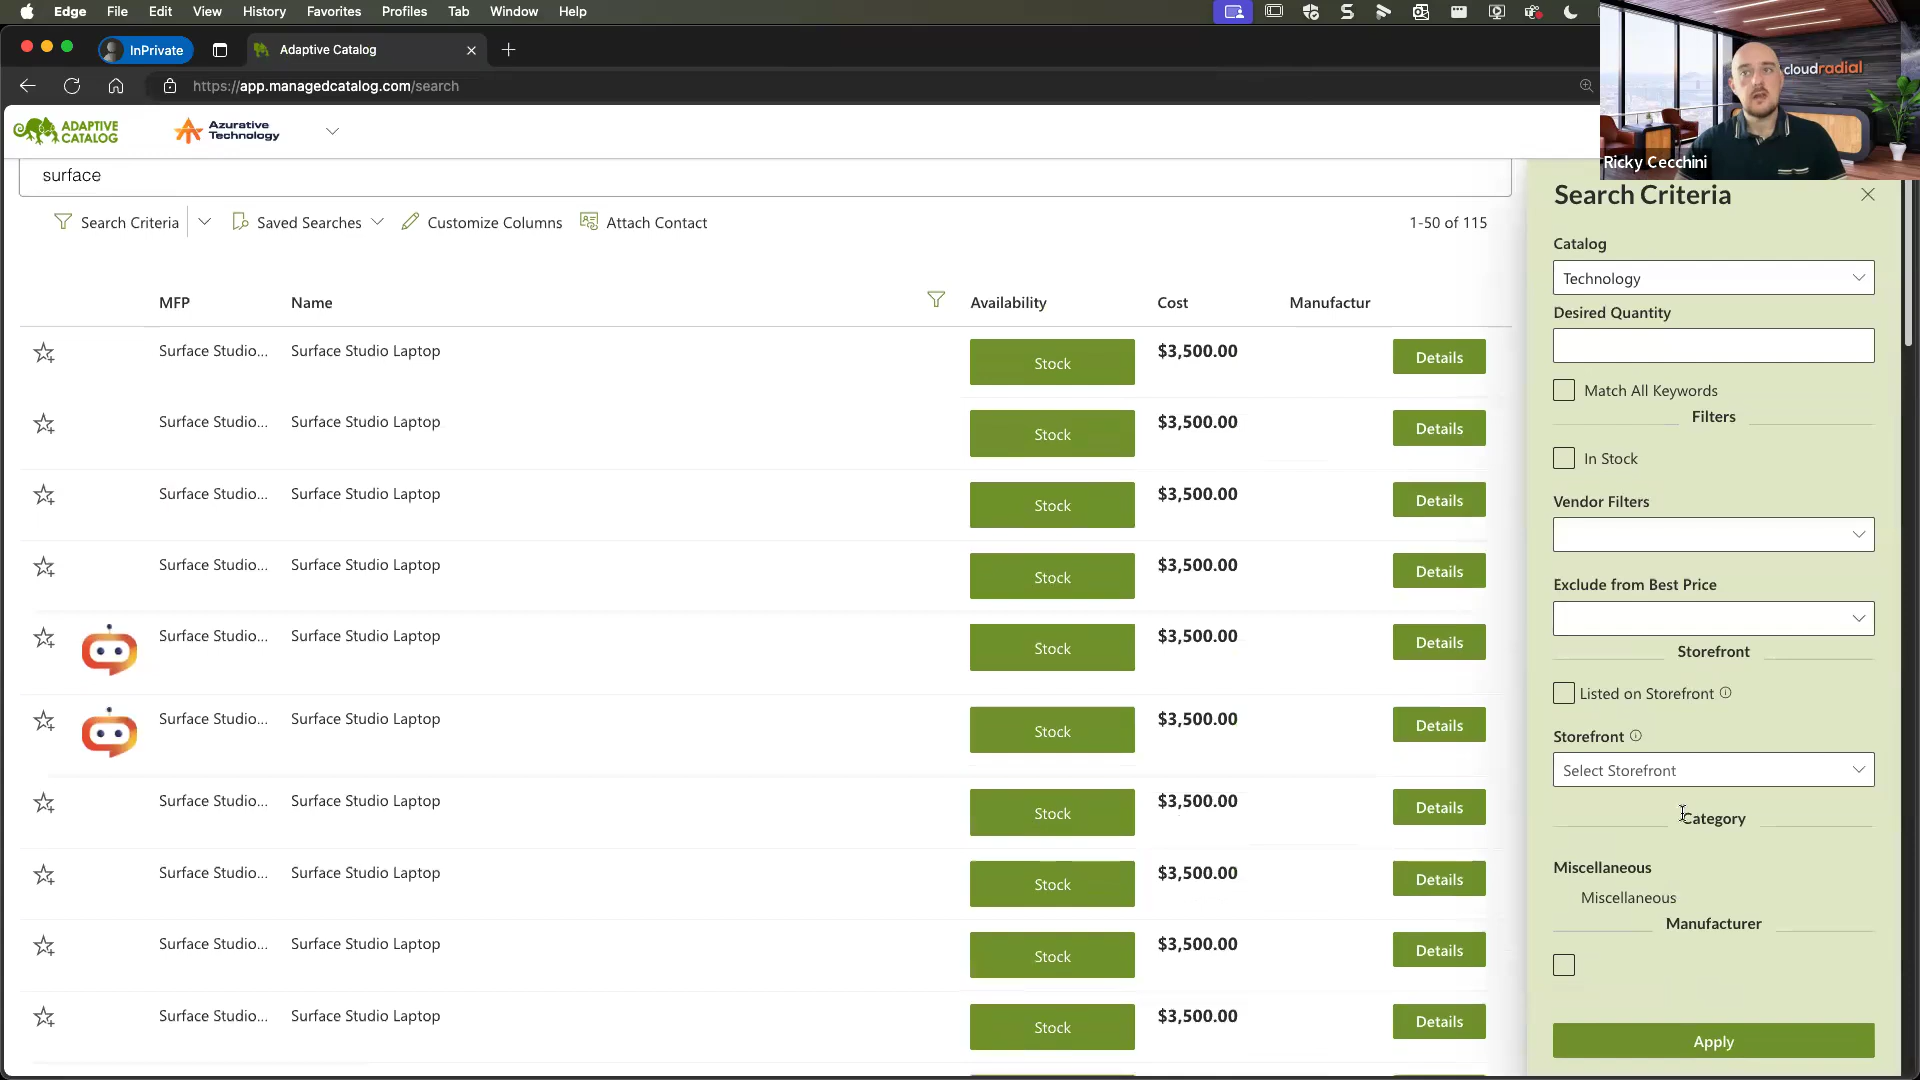 Edge File Edit View History Favorites Profiles Tab Window Help
InPrivate
Adaptive Catalog
https://app.managedcatalog.com/search
ADAPTIVE CATALOG
Azurative Technology
cloudradial
Ricky Cecchini
surface
Search Criteria
Saved Searches
Customize Columns
Attach Contact
1-50 of 115
MFP Name Availability Cost Manufactur
Surface Studio... Surface Studio Laptop Stock $3,500.00 Details
Surface Studio... Surface Studio Laptop Stock $3,500.00 Details
Surface Studio... Surface Studio Laptop Stock $3,500.00 Details
Surface Studio... Surface Studio Laptop Stock $3,500.00 Details
Surface Studio... Surface Studio Laptop Stock $3,500.00 Details
Surface Studio... Surface Studio Laptop Stock $3,500.00 Details
Surface Studio... Surface Studio Laptop Stock $3,500.00 Details
Surface Studio... Surface Studio Laptop Stock $3,500.00 Details
Surface Studio... Surface Studio Laptop Stock $3,500.00 Details
Surface Studio... Surface Studio Laptop Stock $3,500.00 Details
Search Criteria
Catalog
Technology
Desired Quantity
Match All Keywords
Filters
In Stock
Vendor Filters
Exclude from Best Price
Storefront
Listed on Storefront
Storefront
Select Storefront
Category
Miscellaneous
Miscellaneous
Manufacturer
Apply